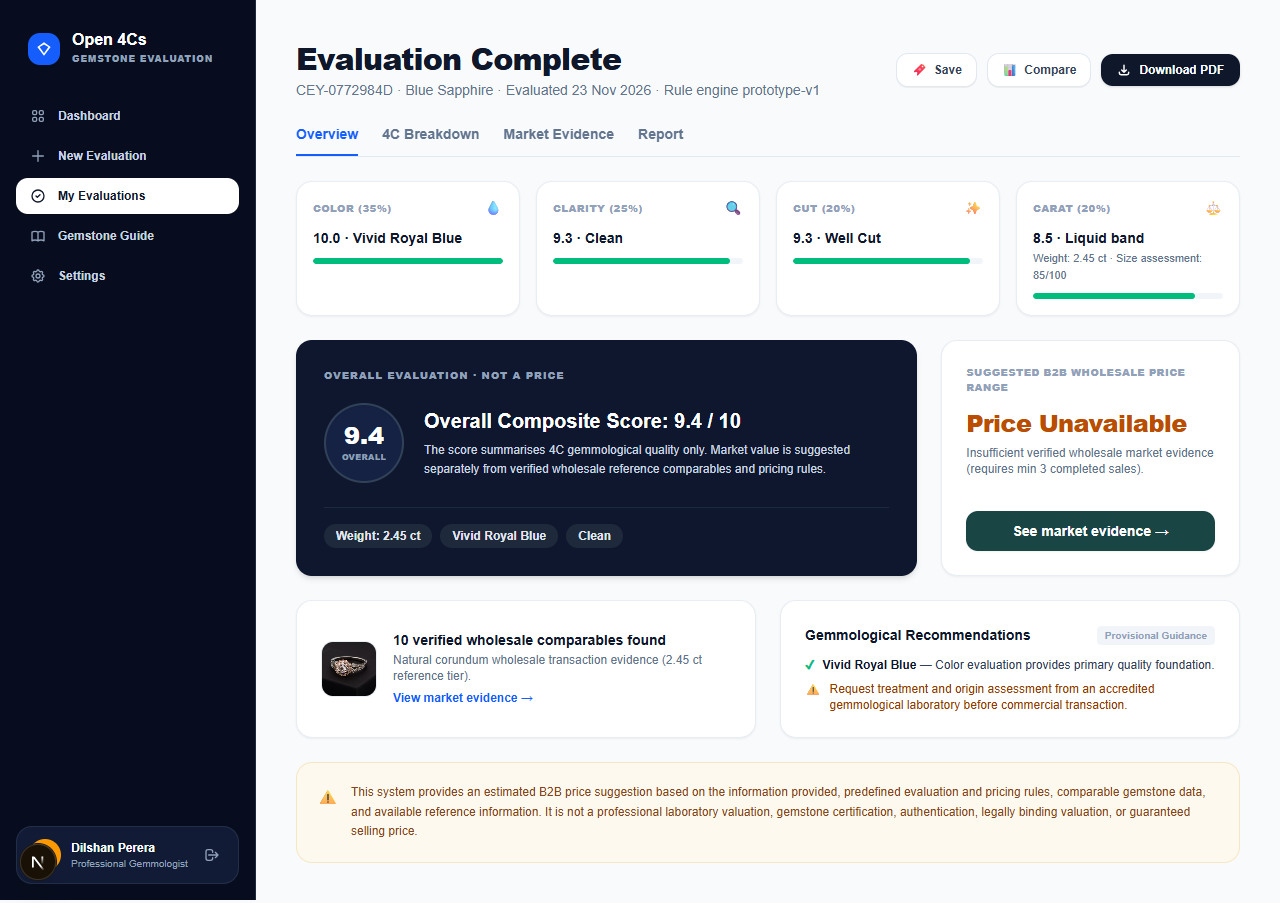 Open 4Cs
GEMSTONE EVALUATION
Dashboard
New Evaluation
My Evaluations
Gemstone Guide
Settings
Dilshan Perera
Professional Gemmologist
N
Evaluation Complete
CEY-0772984D · Blue Sapphire · Evaluated 23 Nov 2026 · Rule engine prototype-v1
Save
Compare
Download PDF
Overview
4C Breakdown
Market Evidence
Report
COLOR (35%)
10.0 · Vivid Royal Blue
CLARITY (25%)
9.3 · Clean
CUT (20%)
9.3 · Well Cut
CARAT (20%)
8.5 · Liquid band
Weight: 2.45 ct · Size assessment:
85/100
OVERALL EVALUATION · NOT A PRICE
9.4
OVERALL
Overall Composite Score: 9.4 / 10
The score summarises 4C gemmological quality only. Market value is suggested
separately from verified wholesale reference comparables and pricing rules.
Weight: 2.45 ct
Vivid Royal Blue
Clean
SUGGESTED B2B WHOLESALE PRICE
RANGE
Price Unavailable
Insufficient verified wholesale market evidence
(requires min 3 completed sales).
See market evidence →
10 verified wholesale comparables found
Natural corundum wholesale transaction evidence (2.45 ct
reference tier).
View market evidence →
Gemmological Recommendations
Provisional Guidance
✓ Vivid Royal Blue — Color evaluation provides primary quality foundation.
Request treatment and origin assessment from an accredited
gemmological laboratory before commercial transaction.
This system provides an estimated B2B price suggestion based on the information provided, predefined evaluation and pricing rules, comparable gemstone data,
and available reference information. It is not a professional laboratory valuation, gemstone certification, authentication, legally binding valuation, or guaranteed
selling price.